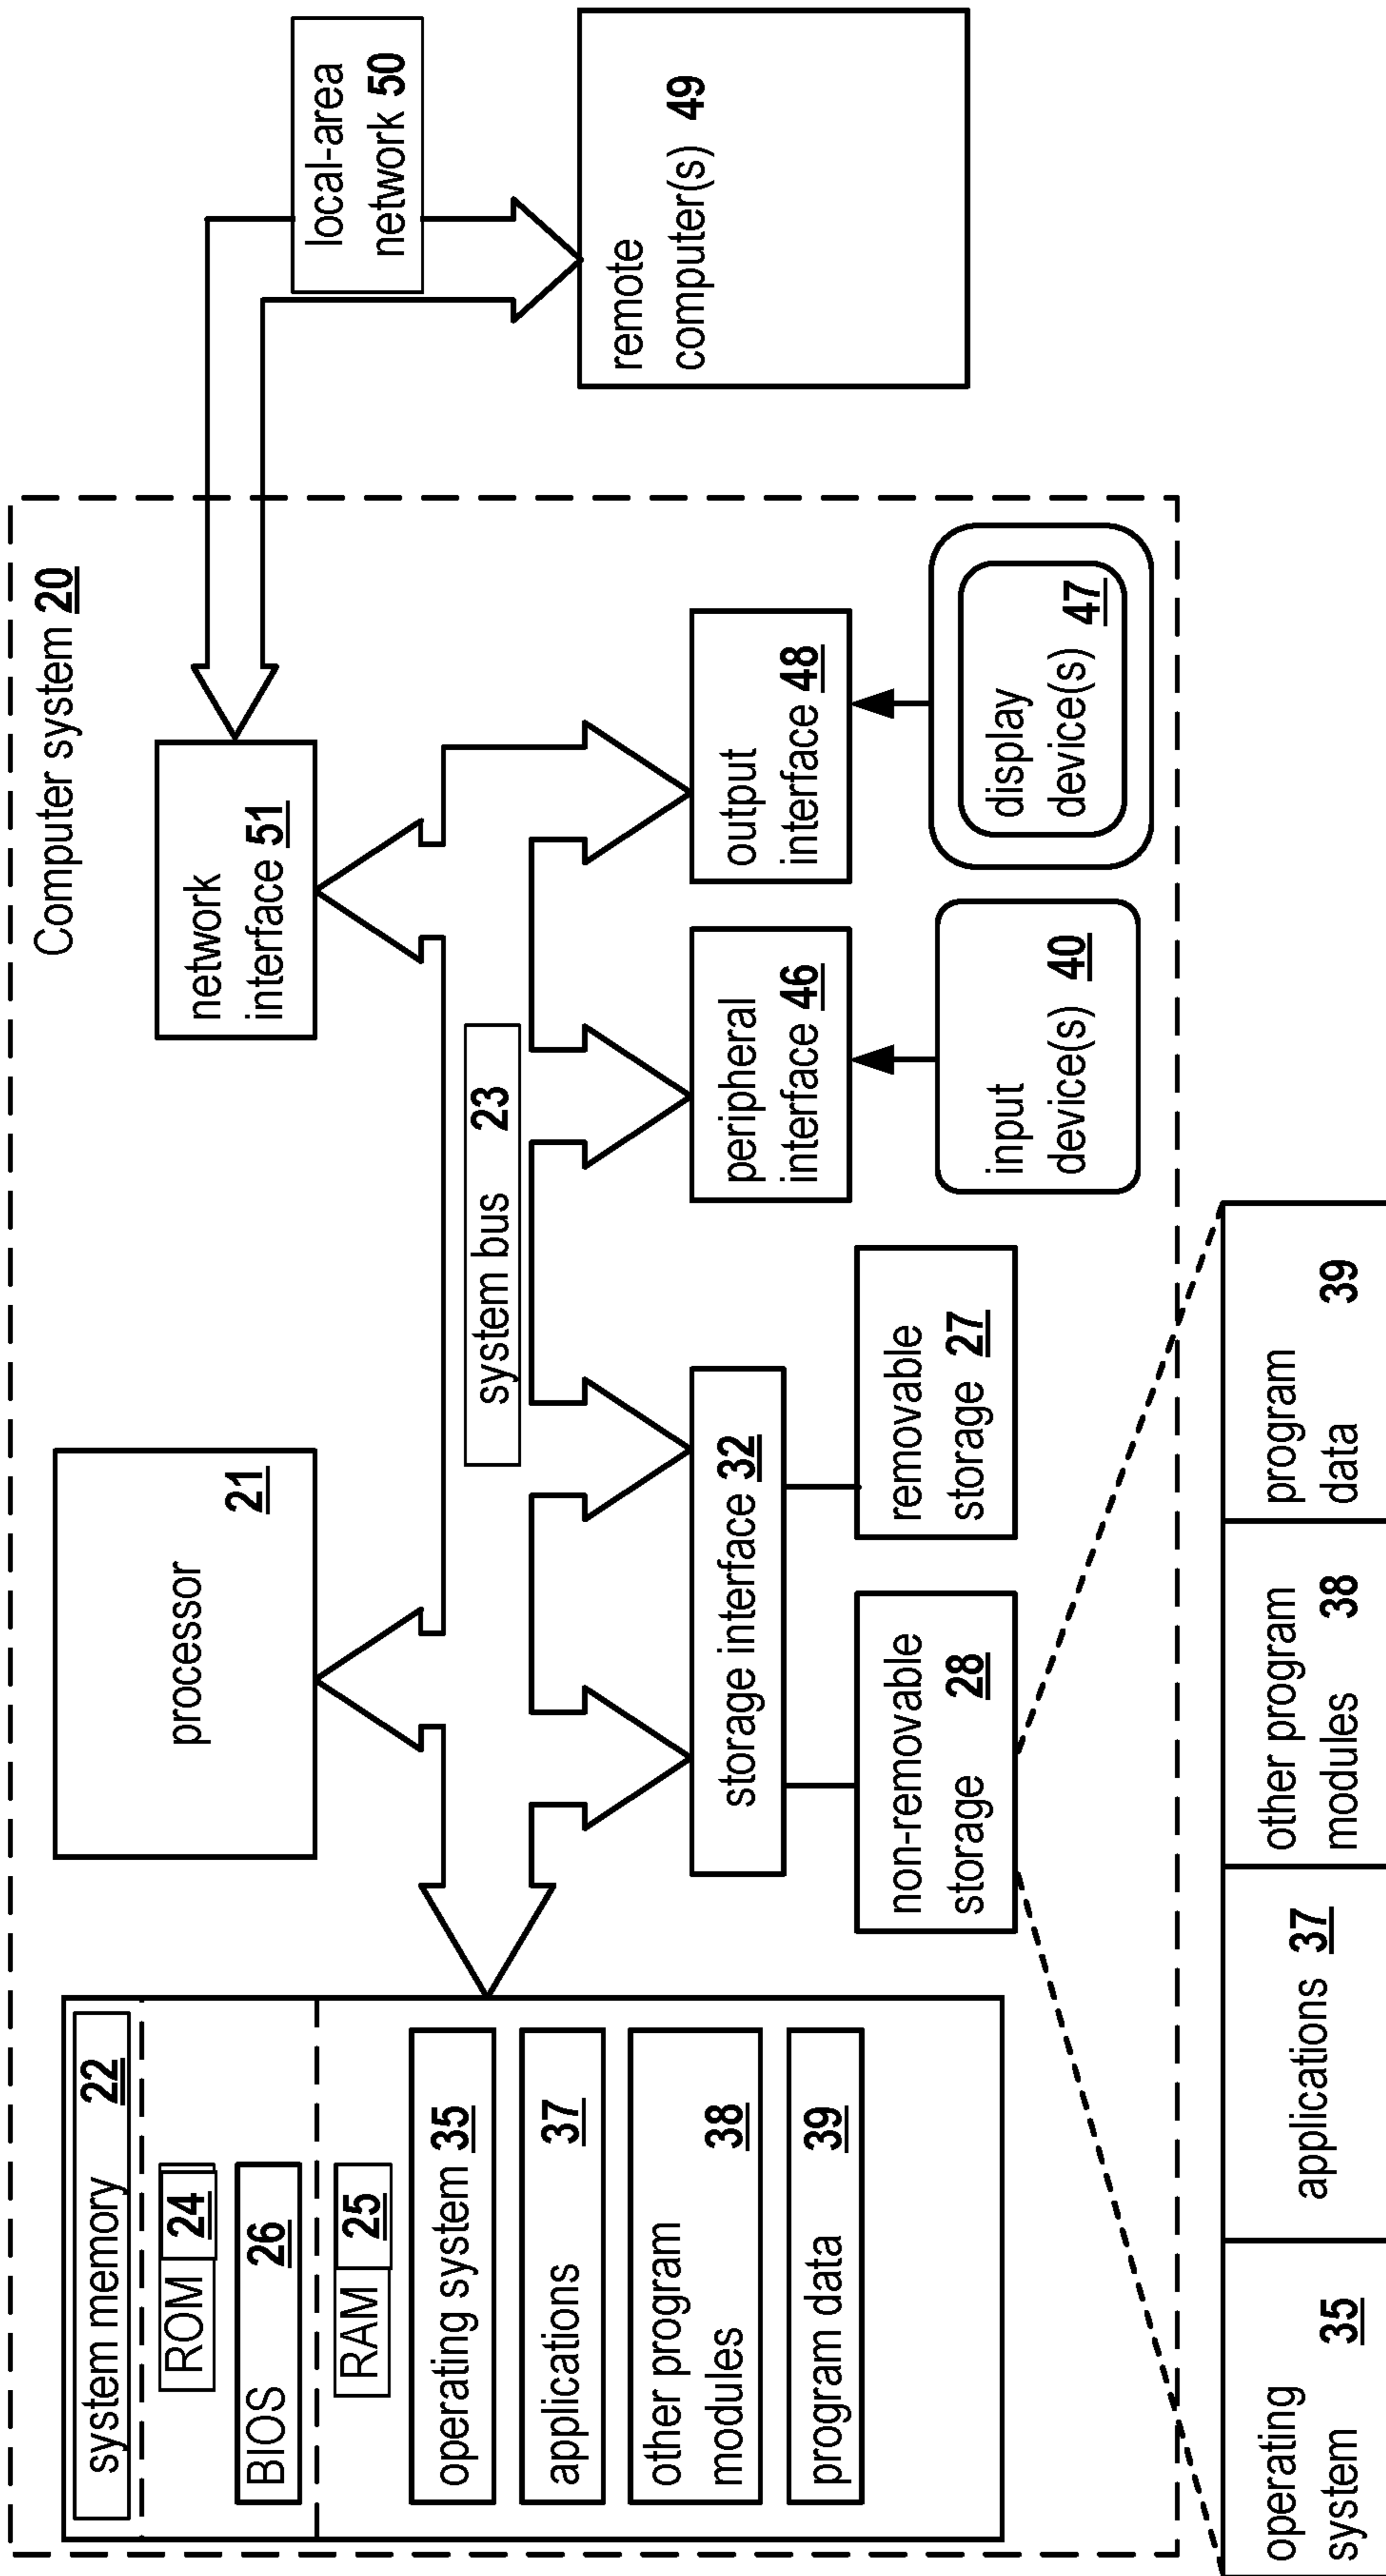 Computer system 20
system memory 22
ROM 24
BIOS 26
RAM 25
operating system 35
applications 37
other program
modules 38
program data 39
processor 21
network
interface 51
system bus 23
storage interface 32
non-removable
storage 28
removable
storage 27
peripheral
interface 46
output
interface 48
input
device(s) 40
display
device(s) 47
local-area
network 50
remote
computer(s) 49
operating
system 35
applications 37
other program
modules 38
program
data 39